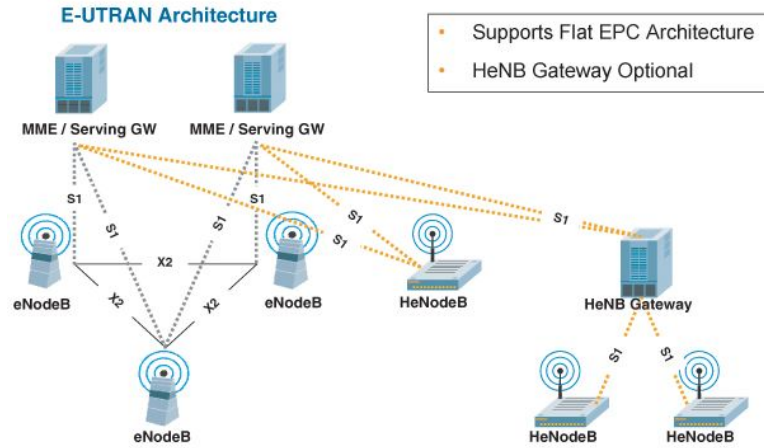 E-UTRAN Architecture
• Supports Flat EPC Architecture
• HeNB Gateway Optional
MME / Serving GW
MME / Serving GW
S1
S1
S1
S1
S1
S1
S1
X2
X2
X2
eNodeB
eNodeB
HeNodeB
HeNB Gateway
eNodeB
S1
S1
HeNodeB
HeNodeB